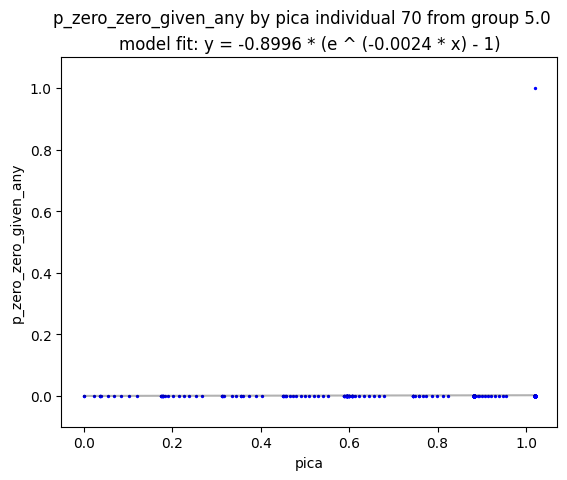 p_zero_zero_given_any by pica individual 70 from group 5.0
model fit: y = -0.8996 * (e ^ (-0.0024 * x) - 1)
1.0
0.8
0.6
0.4
0.2
0.0
p_zero_zero_given_any
0.0 0.2 0.4 0.6 0.8 1.0
pica